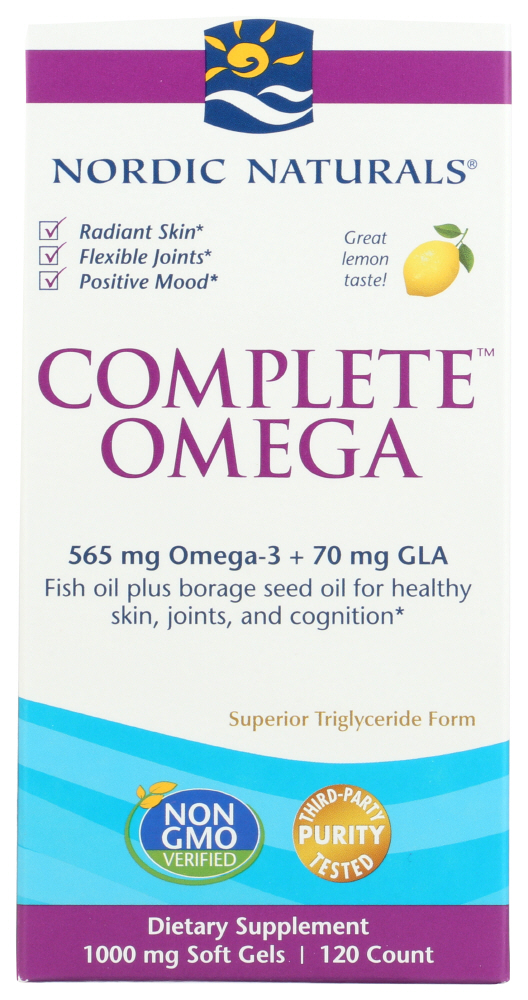 NORDIC NATURALS®
Radiant Skin*
Flexible Joints*
Positive Mood*
Great
lemon
taste!
COMPLETE™
OMEGA
565 mg Omega-3 + 70 mg GLA
Fish oil plus borage seed oil for healthy
skin, joints, and cognition*
Superior Triglyceride Form
NON
GMO
VERIFIED
THIRD-PARTY
PURITY
TESTED
Dietary Supplement
1000 mg Soft Gels | 120 Count